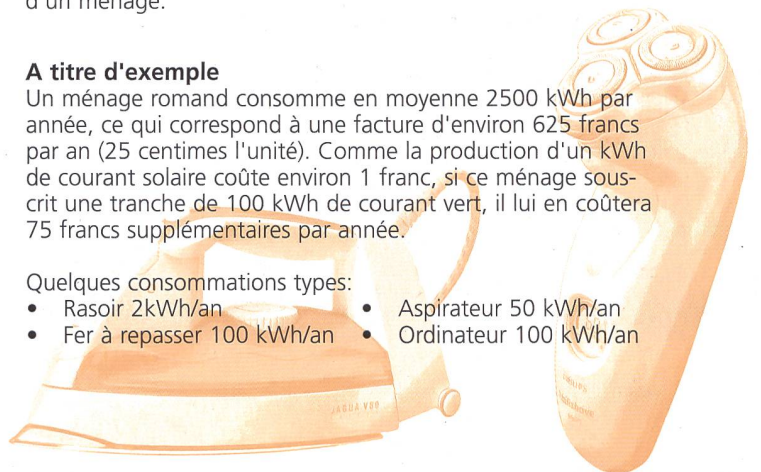 d'un ménage.
A titre d'exemple
Un ménage romand consomme en moyenne 2500 kWh par
année, ce qui correspond à une facture d'environ 625 francs
par an (25 centimes l'unité). Comme la production d'un kWh
de courant solaire coûte environ 1 franc, si ce ménage sous-
crit une tranche de 100 kWh de courant vert, il lui en coûtera
75 francs supplémentaires par année.
Quelques consommations types:
• Rasoir 2kWh/an • Aspirateur 50 kWh/an
• Fer à repasser 100 kWh/an • Ordinateur 100 kWh/an
PHILIPS